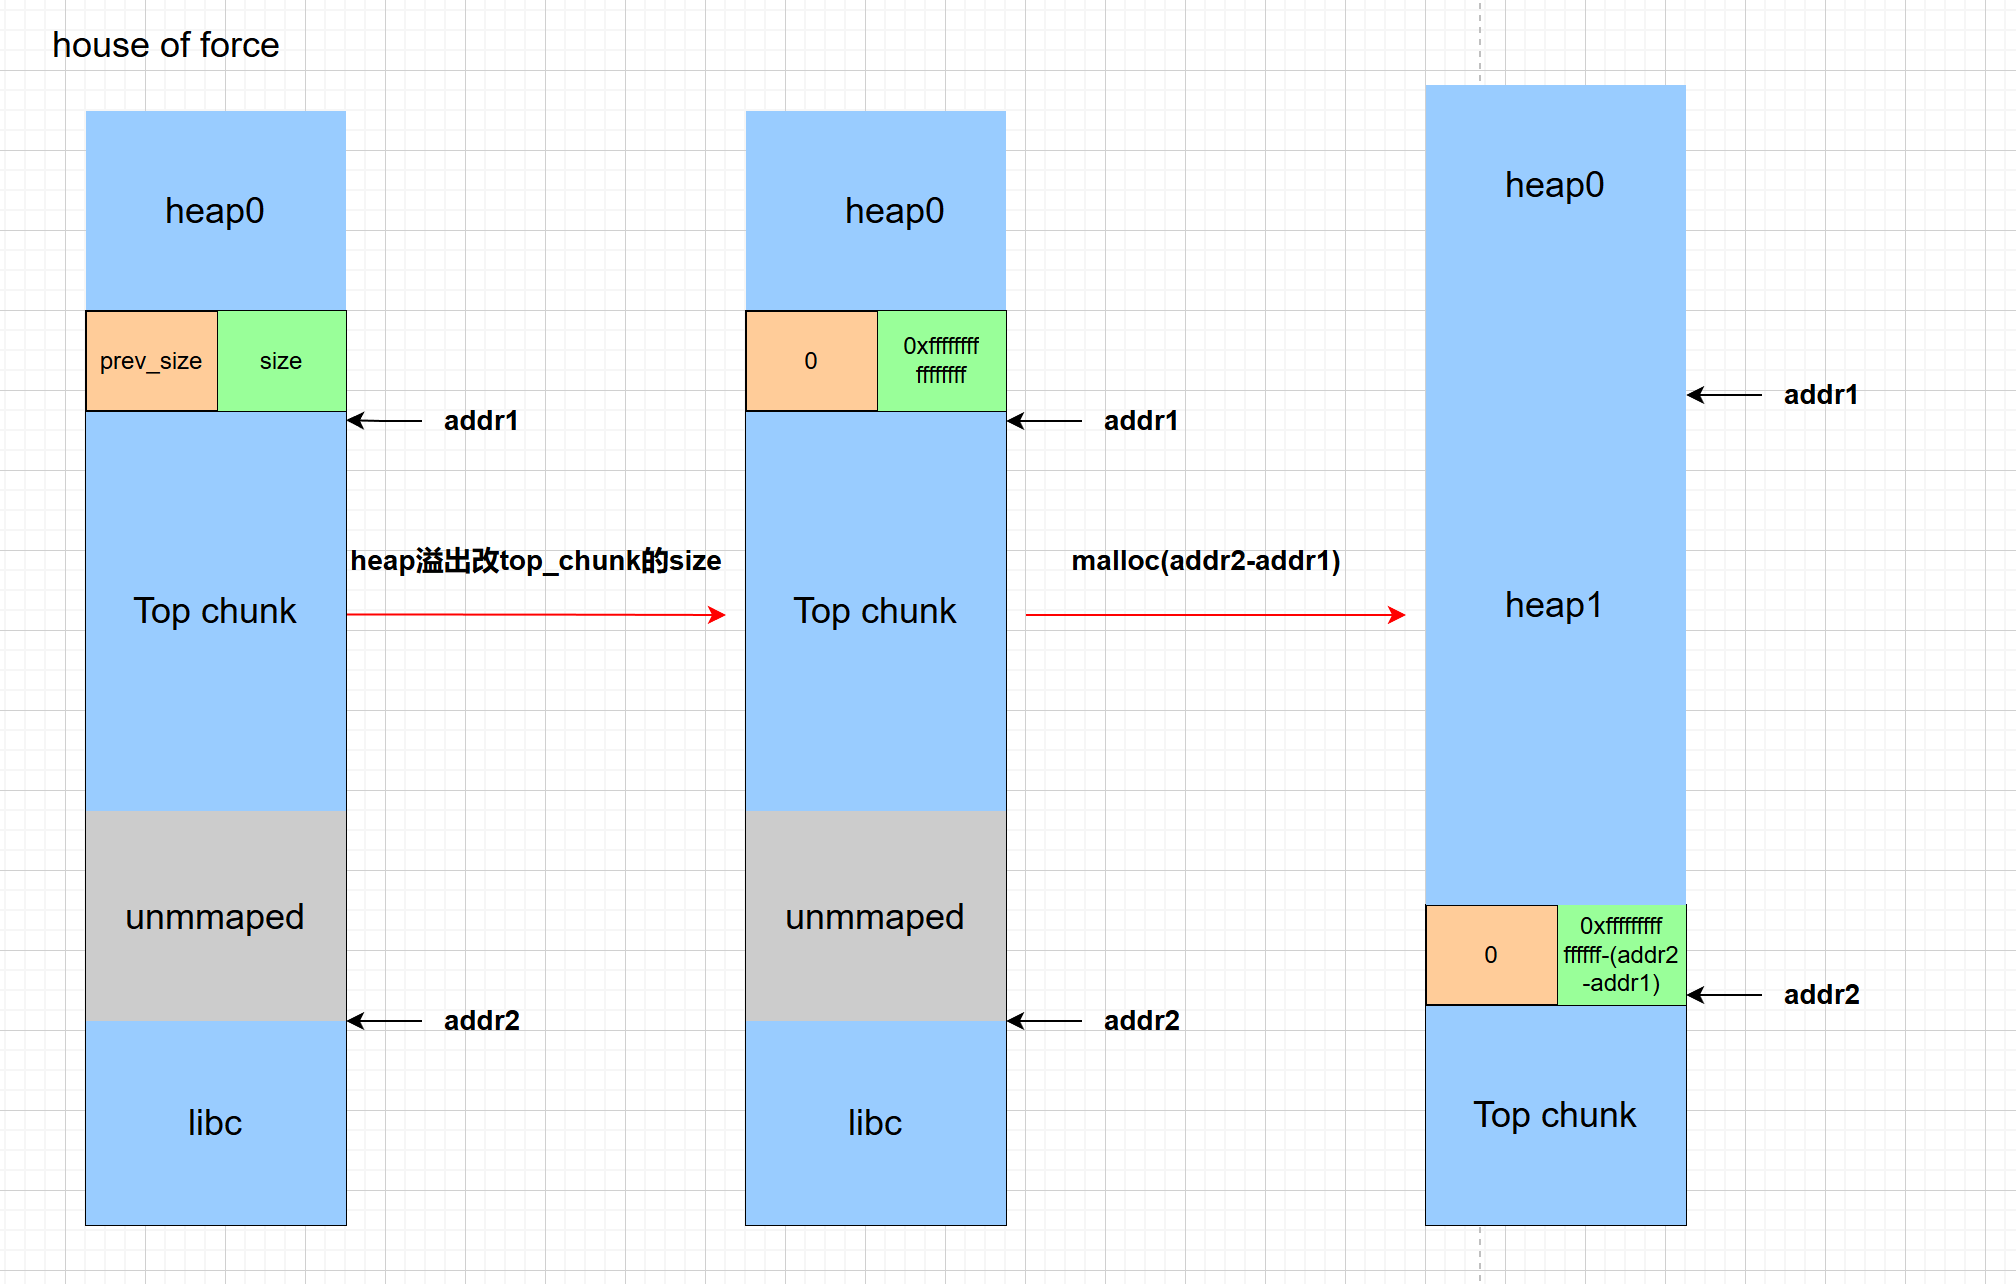 house of force
heap0
prev_size
size
addr1
Top chunk
unmmaped
addr2
libc
heap溢出改top_chunk的size
heap0
0
0xffffffff
ffffffff
addr1
Top chunk
unmmaped
addr2
libc
malloc(addr2-addr1)
heap0
addr1
heap1
0
0xfffffffff
ffffff-(addr2
-addr1)
addr2
Top chunk